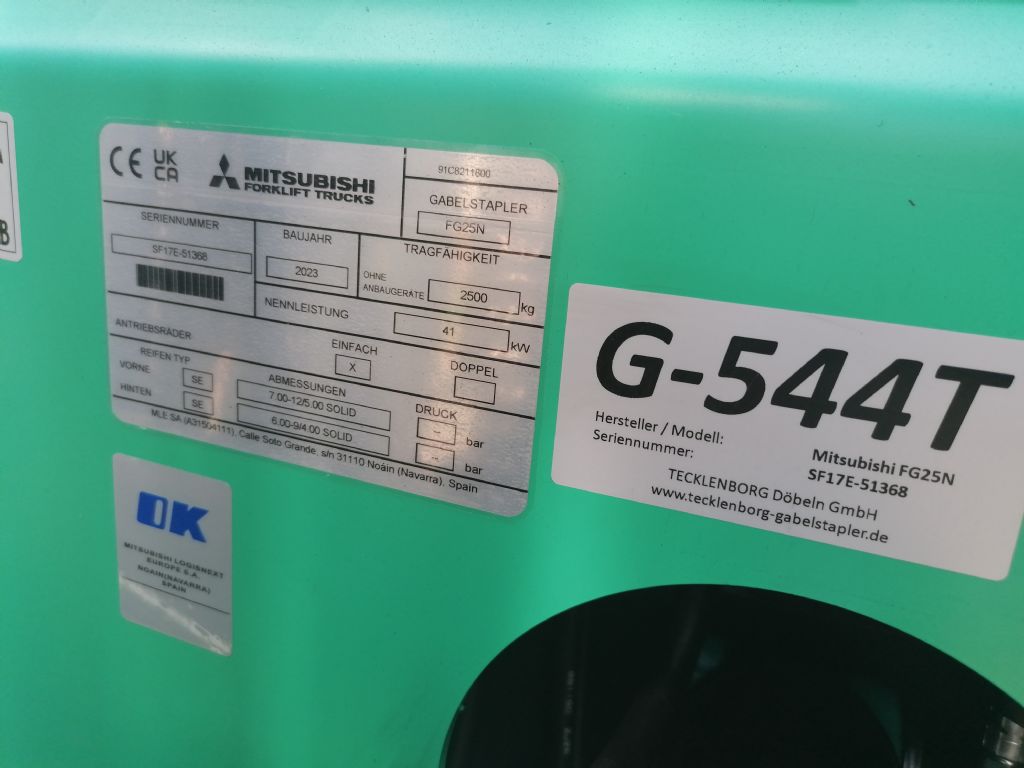 CE UK CA
MITSUBISHI
FORKLIFT TRUCKS
91C8211800
GABELSTAPLER
FG25N
SERIENNUMMER
SF17E-51368
BAUJAHR
2023
TRAGFÄHIGKEIT
OHNE
ANBAUGERÄTE 2500 kg
NENNLEISTUNG 41 kW
ANTRIEBSRÄDER
EINFACH
X
DOPPEL
REIFEN TYP
ABMESSUNGEN
DRUCK
VORNE SE 7.00-12/5.00 SOLID -- bar
HINTEN SE 6.00-9/4.00 SOLID -- bar
MLE SA (A31504111), Calle Soto Grande, s/n 31110 Noáin (Navarra), Spain
OK
MITSUBISHI LOGISNEXT
EUROPE S.A.
NOAIN(NAVARRA)
SPAIN
G-544T
Hersteller / Modell: Mitsubishi FG25N
Seriennummer: SF17E-51368
TECKLENBORG Döbeln GmbH
www.tecklenborg-gabelstapler.de